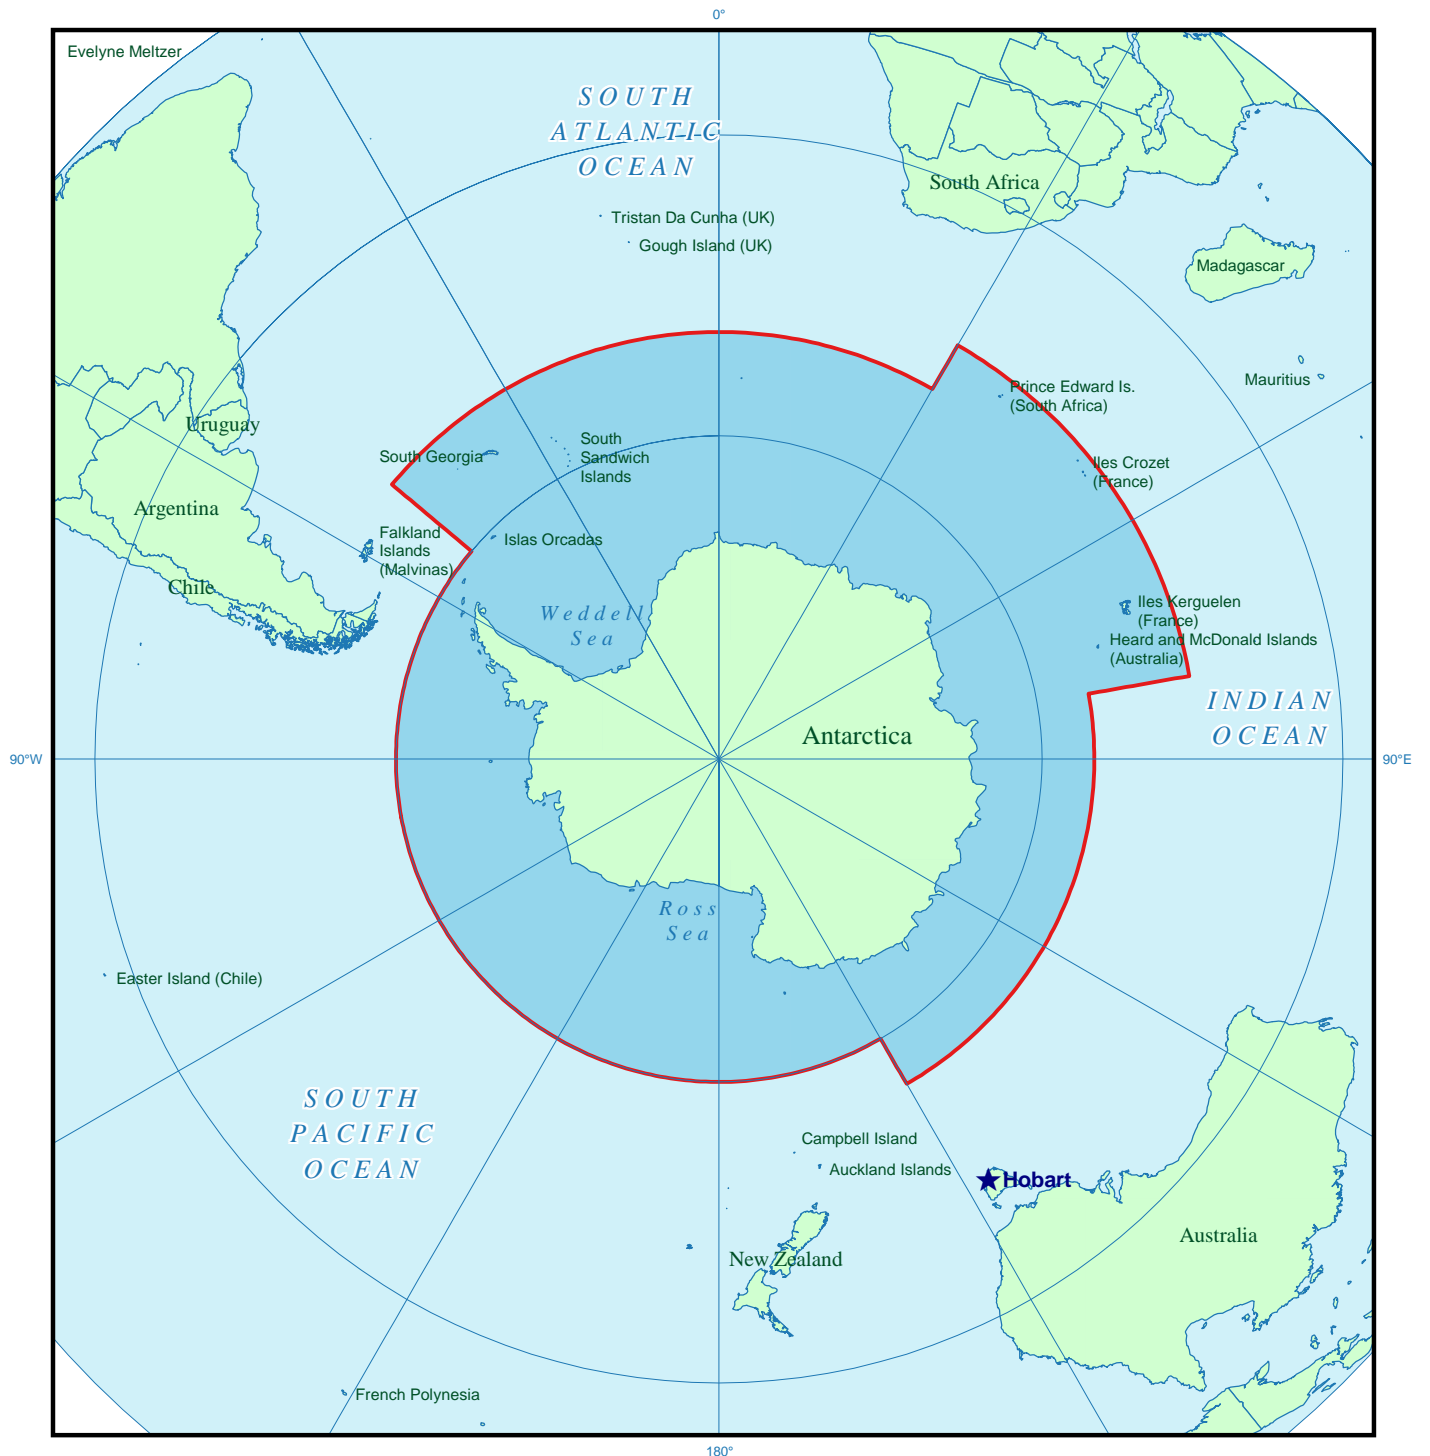 0°
Evelyne Meltzer
SOUTH
ATLANTIC
OCEAN
South Africa
Tristan Da Cunha (UK)
Gough Island (UK)
Madagascar
Mauritius
Prince Edward Is.
(South Africa)
Uruguay
South Georgia
South
Sandwich
Islands
Iles Crozet
(France)
Argentina
Falkland
Islands
(Malvinas)
Islas Orcadas
Chile
Weddell
Sea
Iles Kerguelen
(France)
Heard and McDonald Islands
(Australia)
INDIAN
OCEAN
Antarctica
90°W
90°E
Ross
Sea
Easter Island (Chile)
SOUTH
PACIFIC
OCEAN
Campbell Island
Auckland Islands
Hobart
Australia
New Zealand
French Polynesia
180°